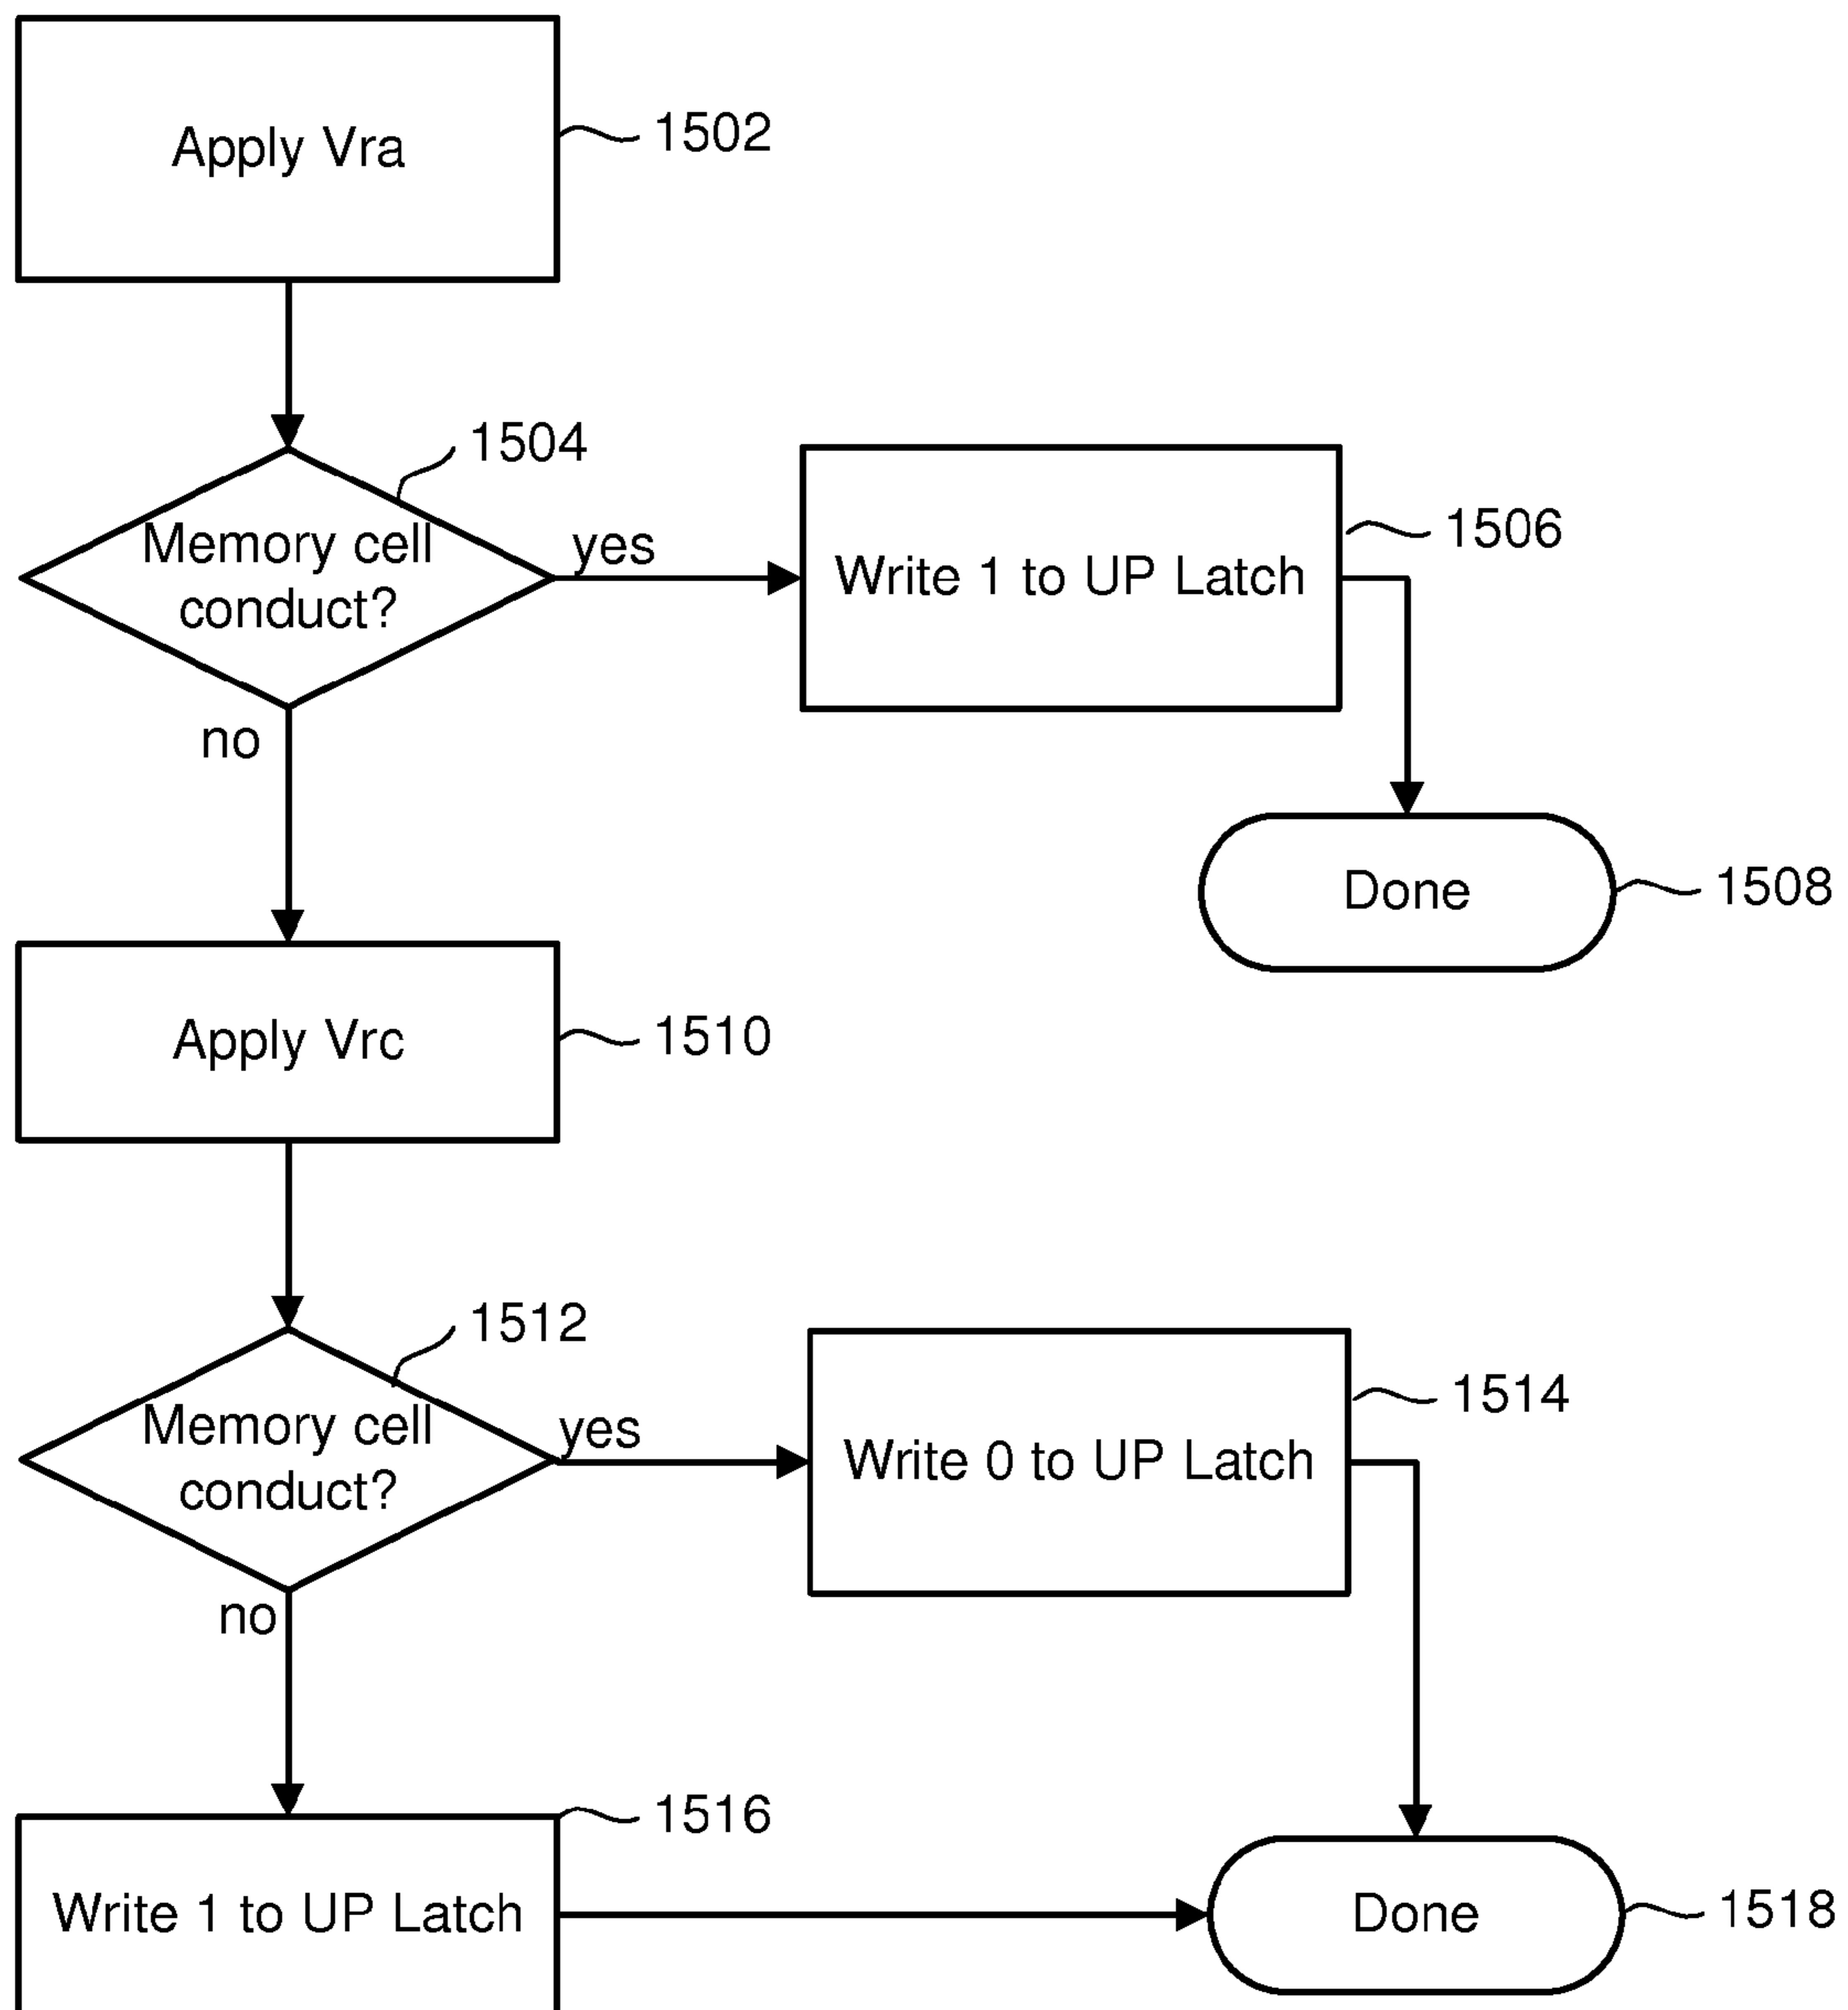 Apply Vra
1502
1504
Memory cell
conduct?
yes
Write 1 to UP Latch
1506
no
Done
1508
Apply Vrc
1510
1512
Memory cell
conduct?
yes
Write 0 to UP Latch
1514
no
1516
Write 1 to UP Latch
Done
1518